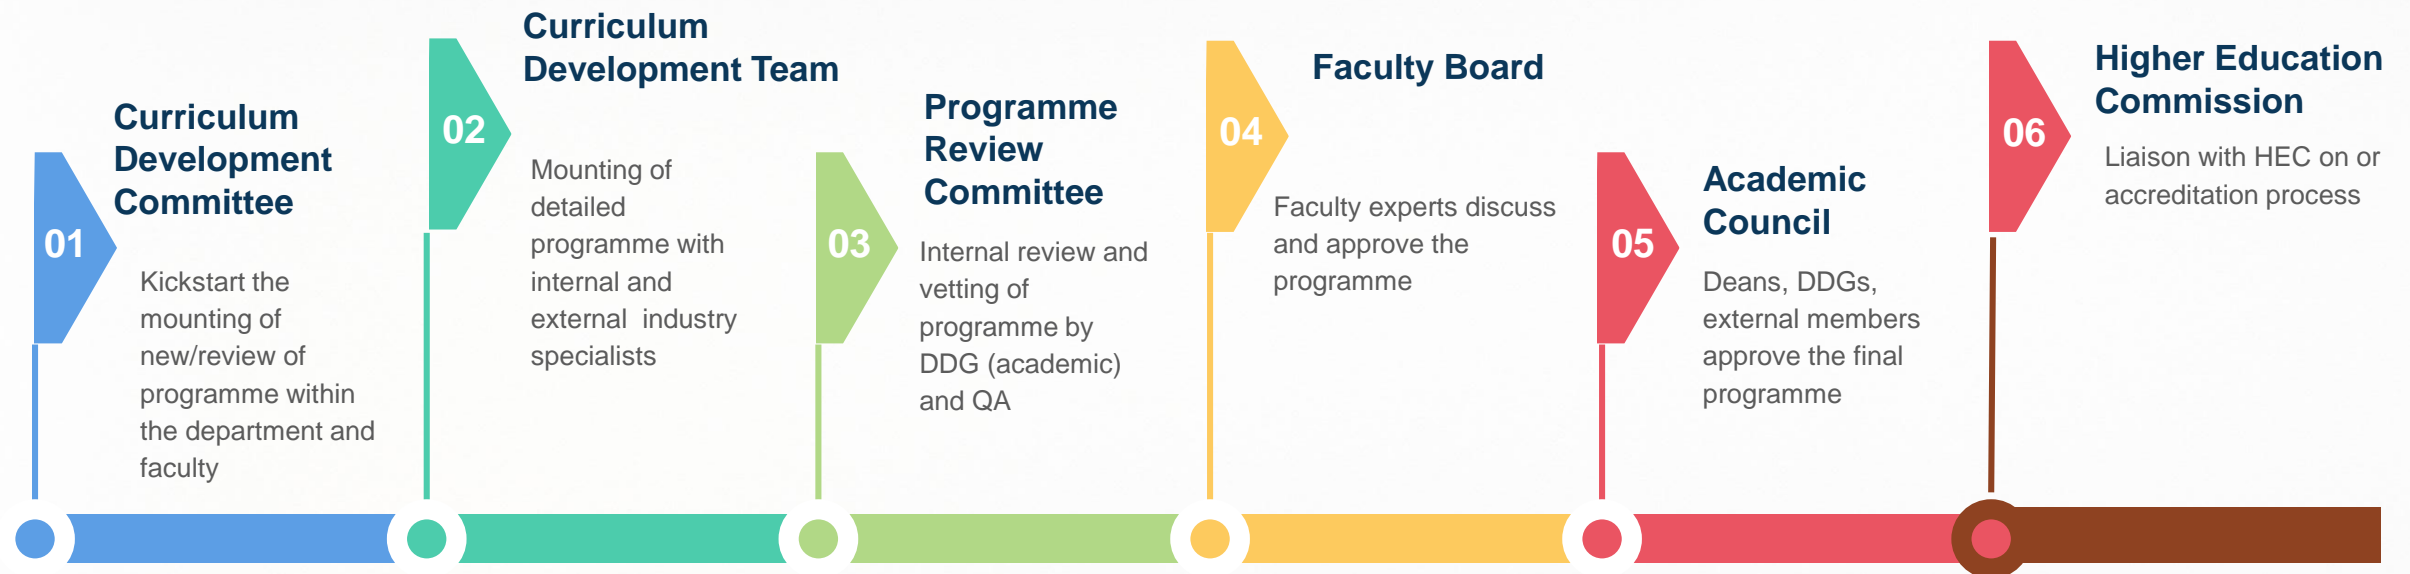 01
Curriculum
Development
Committee
Kickstart the
mounting of
new/review of
programme within
the department and
faculty
02
Curriculum
Development Team
Mounting of
detailed
programme with
internal and
external  industry
specialists
03
Programme
Review
Committee
Internal review and
vetting of
programme by
DDG (academic)
and QA
04
Faculty Board
Faculty experts discuss
and approve the
programme
05
Academic
Council
Deans, DDGs,
external members
approve the final
programme
06
Higher Education
Commission
Liaison with HEC on or
accreditation process